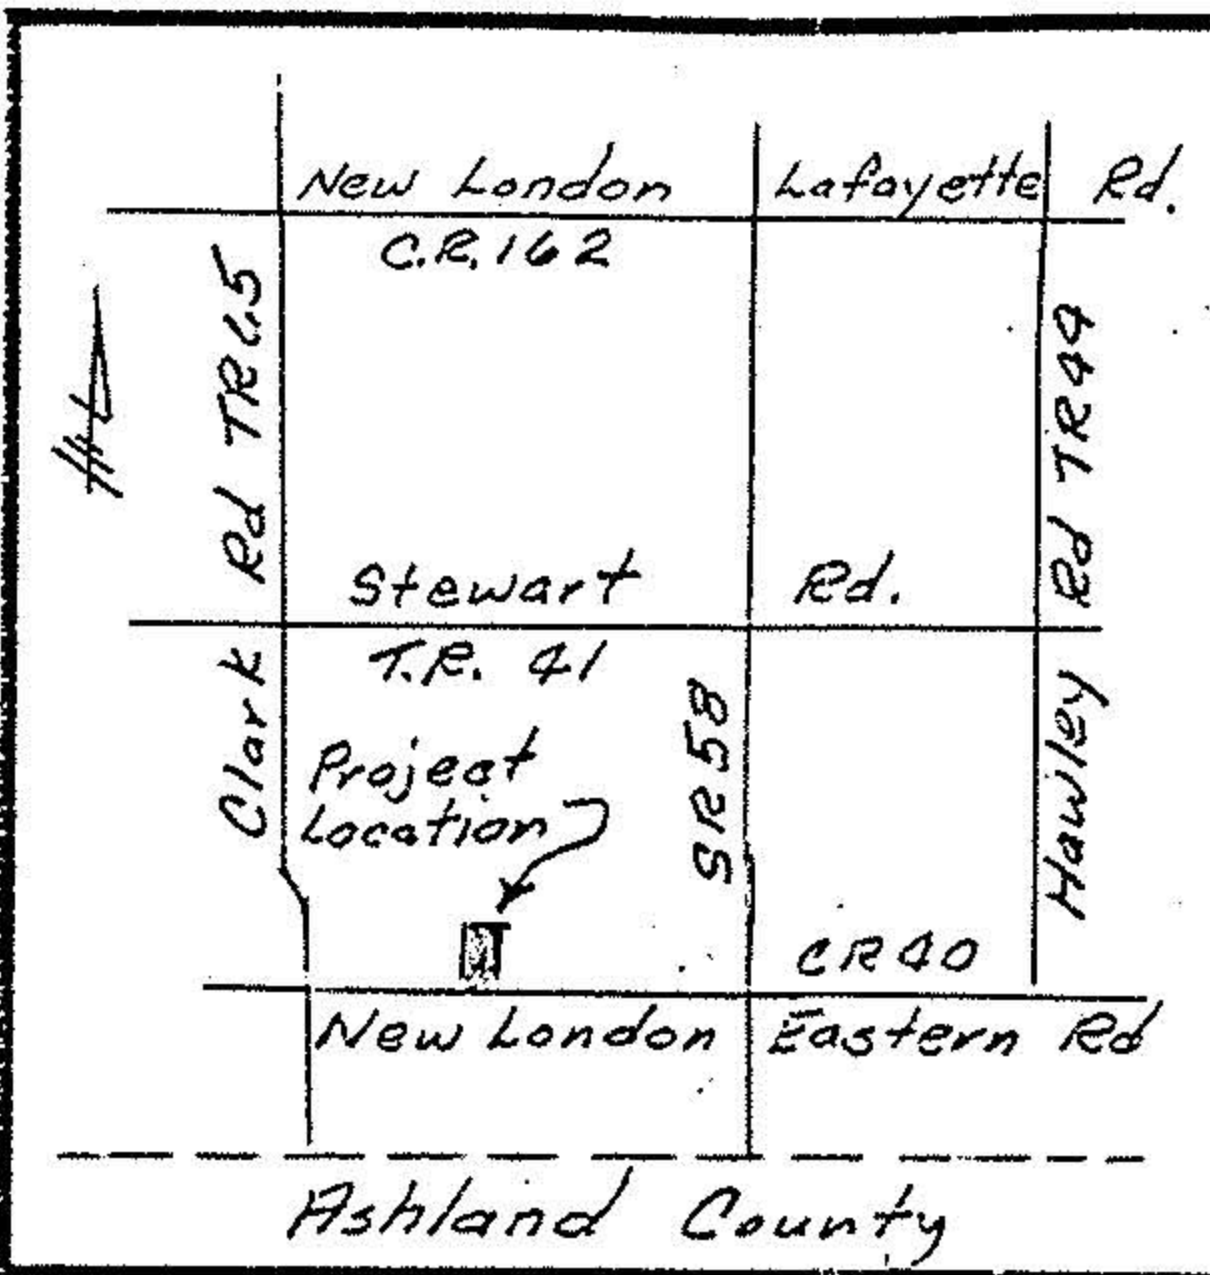 New London Lafayette Rd.
C.R. 162
Clark Rd TR 65
Hawley Rd TR 44
Stewart Rd.
T.R. 41
Project
Location
SR 58
CR 40
New London Eastern Rd
Ashland County